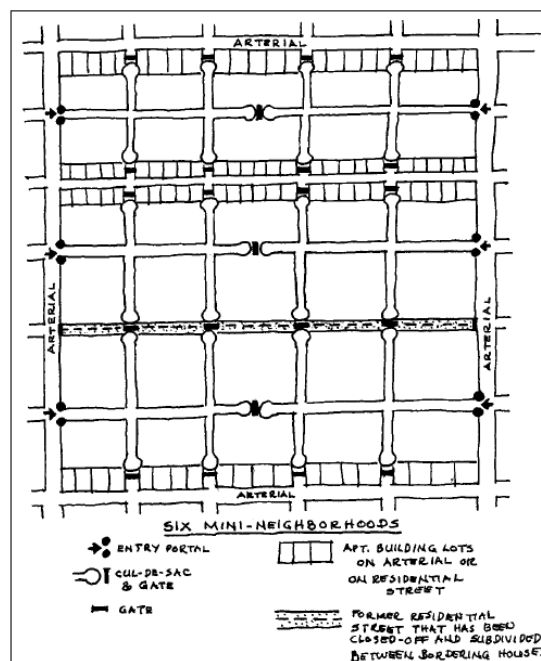 ARTERIAL
ARTERIAL
ARTERIAL
ARTERIAL
SIX MINI-NEIGHBORHOODS
ENTRY PORTAL
CUL-DE-SAC
& GATE
GATE
APT. BUILDING LOTS
ON ARTERIAL OR
ON RESIDENTIAL
STREET
FORMER RESIDENTIAL
STREET THAT HAS BEEN
CLOSED-OFF AND SUBDIVIDED
BETWEEN BORDERING HOUSE